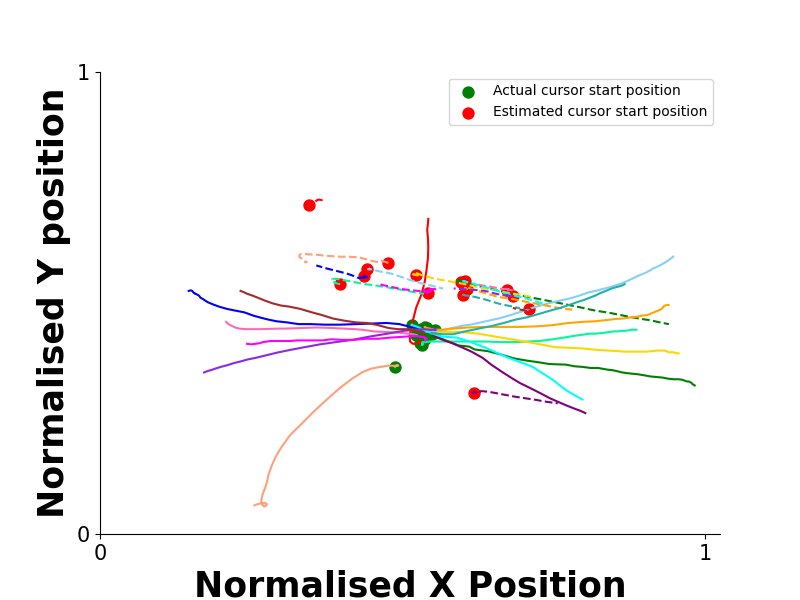 1
Actual cursor start position
Estimated cursor start position
Normalised Y position
0
0
1
Normalised X Position